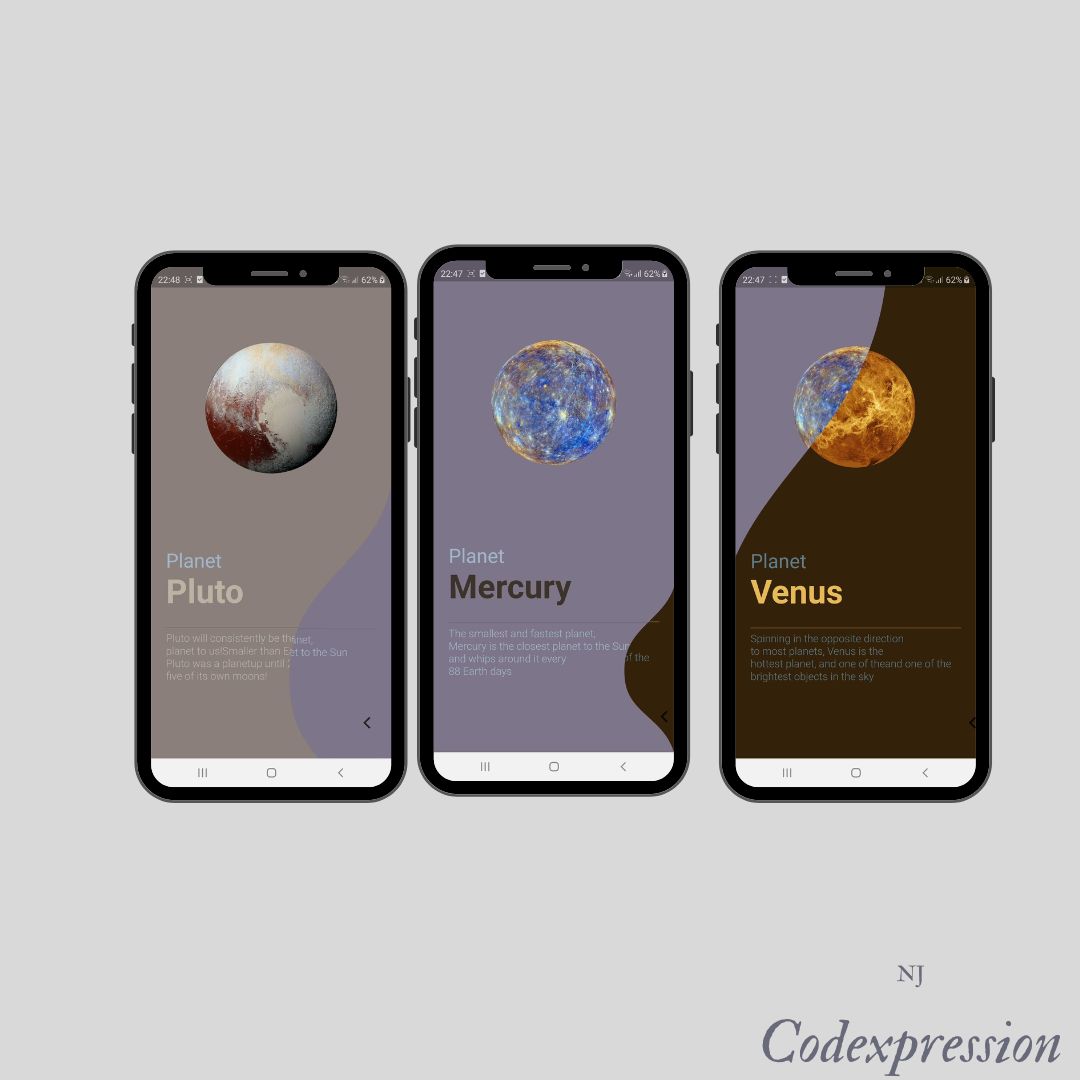 22:48
62%
Planet
Pluto
Pluto will consistently be the
anet,
planet to us!Smaller than Ea
et to the Sun
Pluto was a planetup until 2
five of its own moons!
22:47
62%
Planet
Mercury
The smallest and fastest planet,
Mercury is the closest planet to the Sun
and whips around it every
of the
88 Earth days
22:47
62%
Planet
Venus
Spinning in the opposite direction
to most planets, Venus is the
hottest planet, and one of theand one of the
brightest objects in the sky
NJ
Codexpression